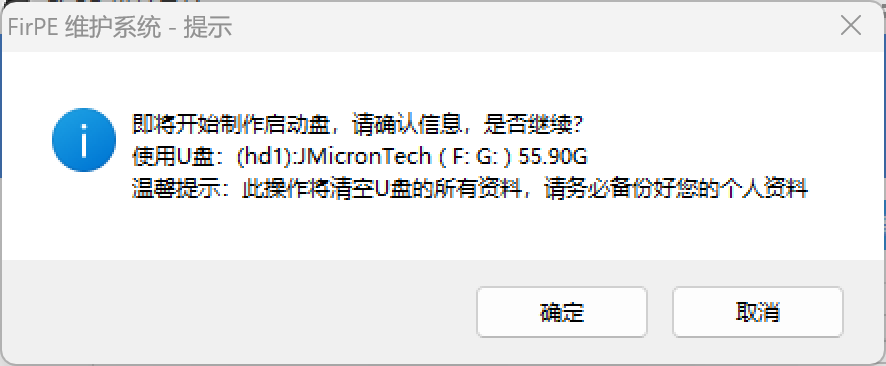 FirPE 维护系统 - 提示
即将开始制作启动盘，请确认信息，是否继续？
使用U盘：(hd1):JMicronTech ( F: G: ) 55.90G
温馨提示：此操作将清空U盘的所有资料，请务必备份好您的个人资料
确定
取消